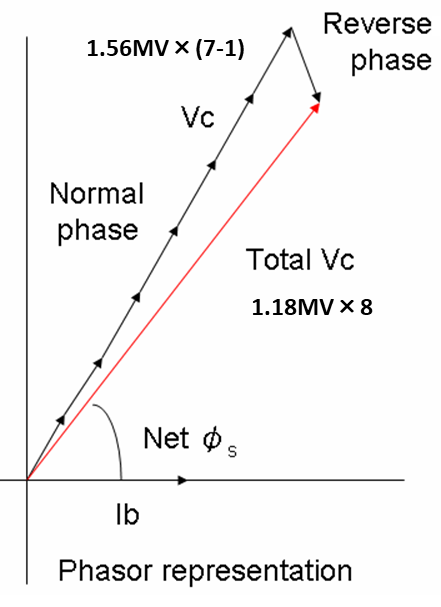 Reverse
phase
1.56MV×(7-1)
Vc
Normal
phase
Total Vc
1.18MV×8
Net ϕs
Ib
Phasor representation